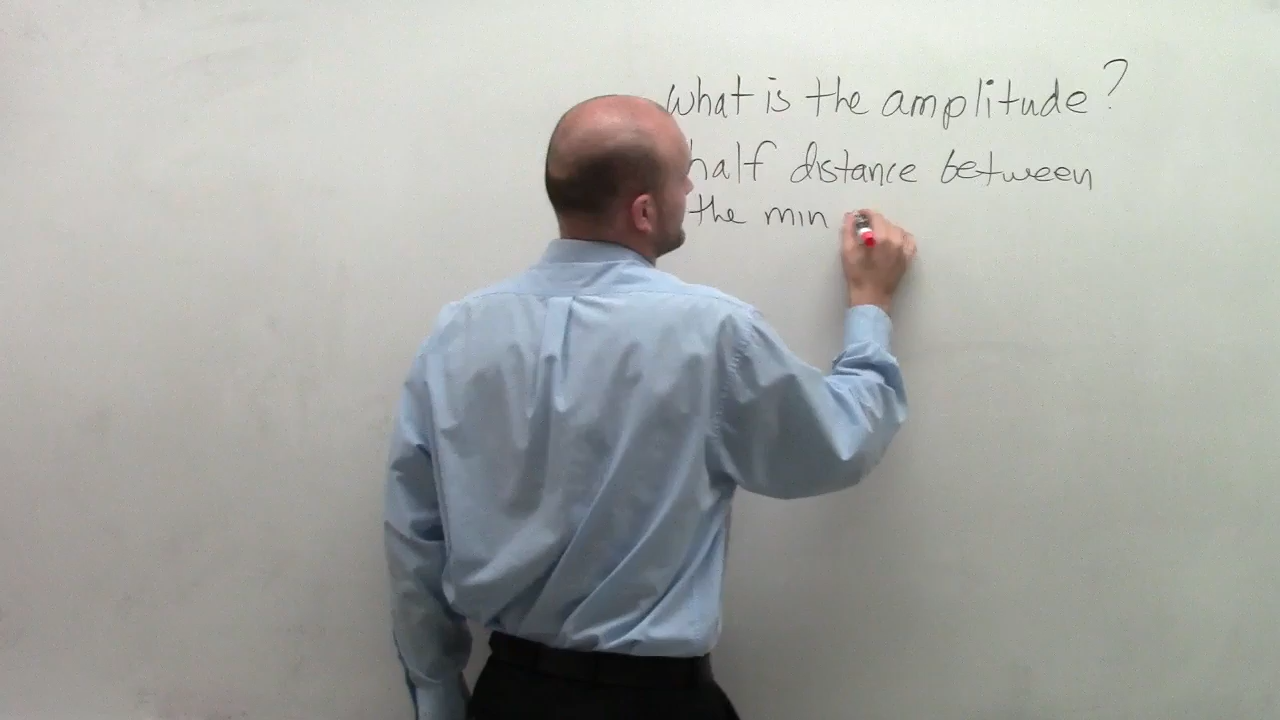 what is the amplitude?
half distance between
the min